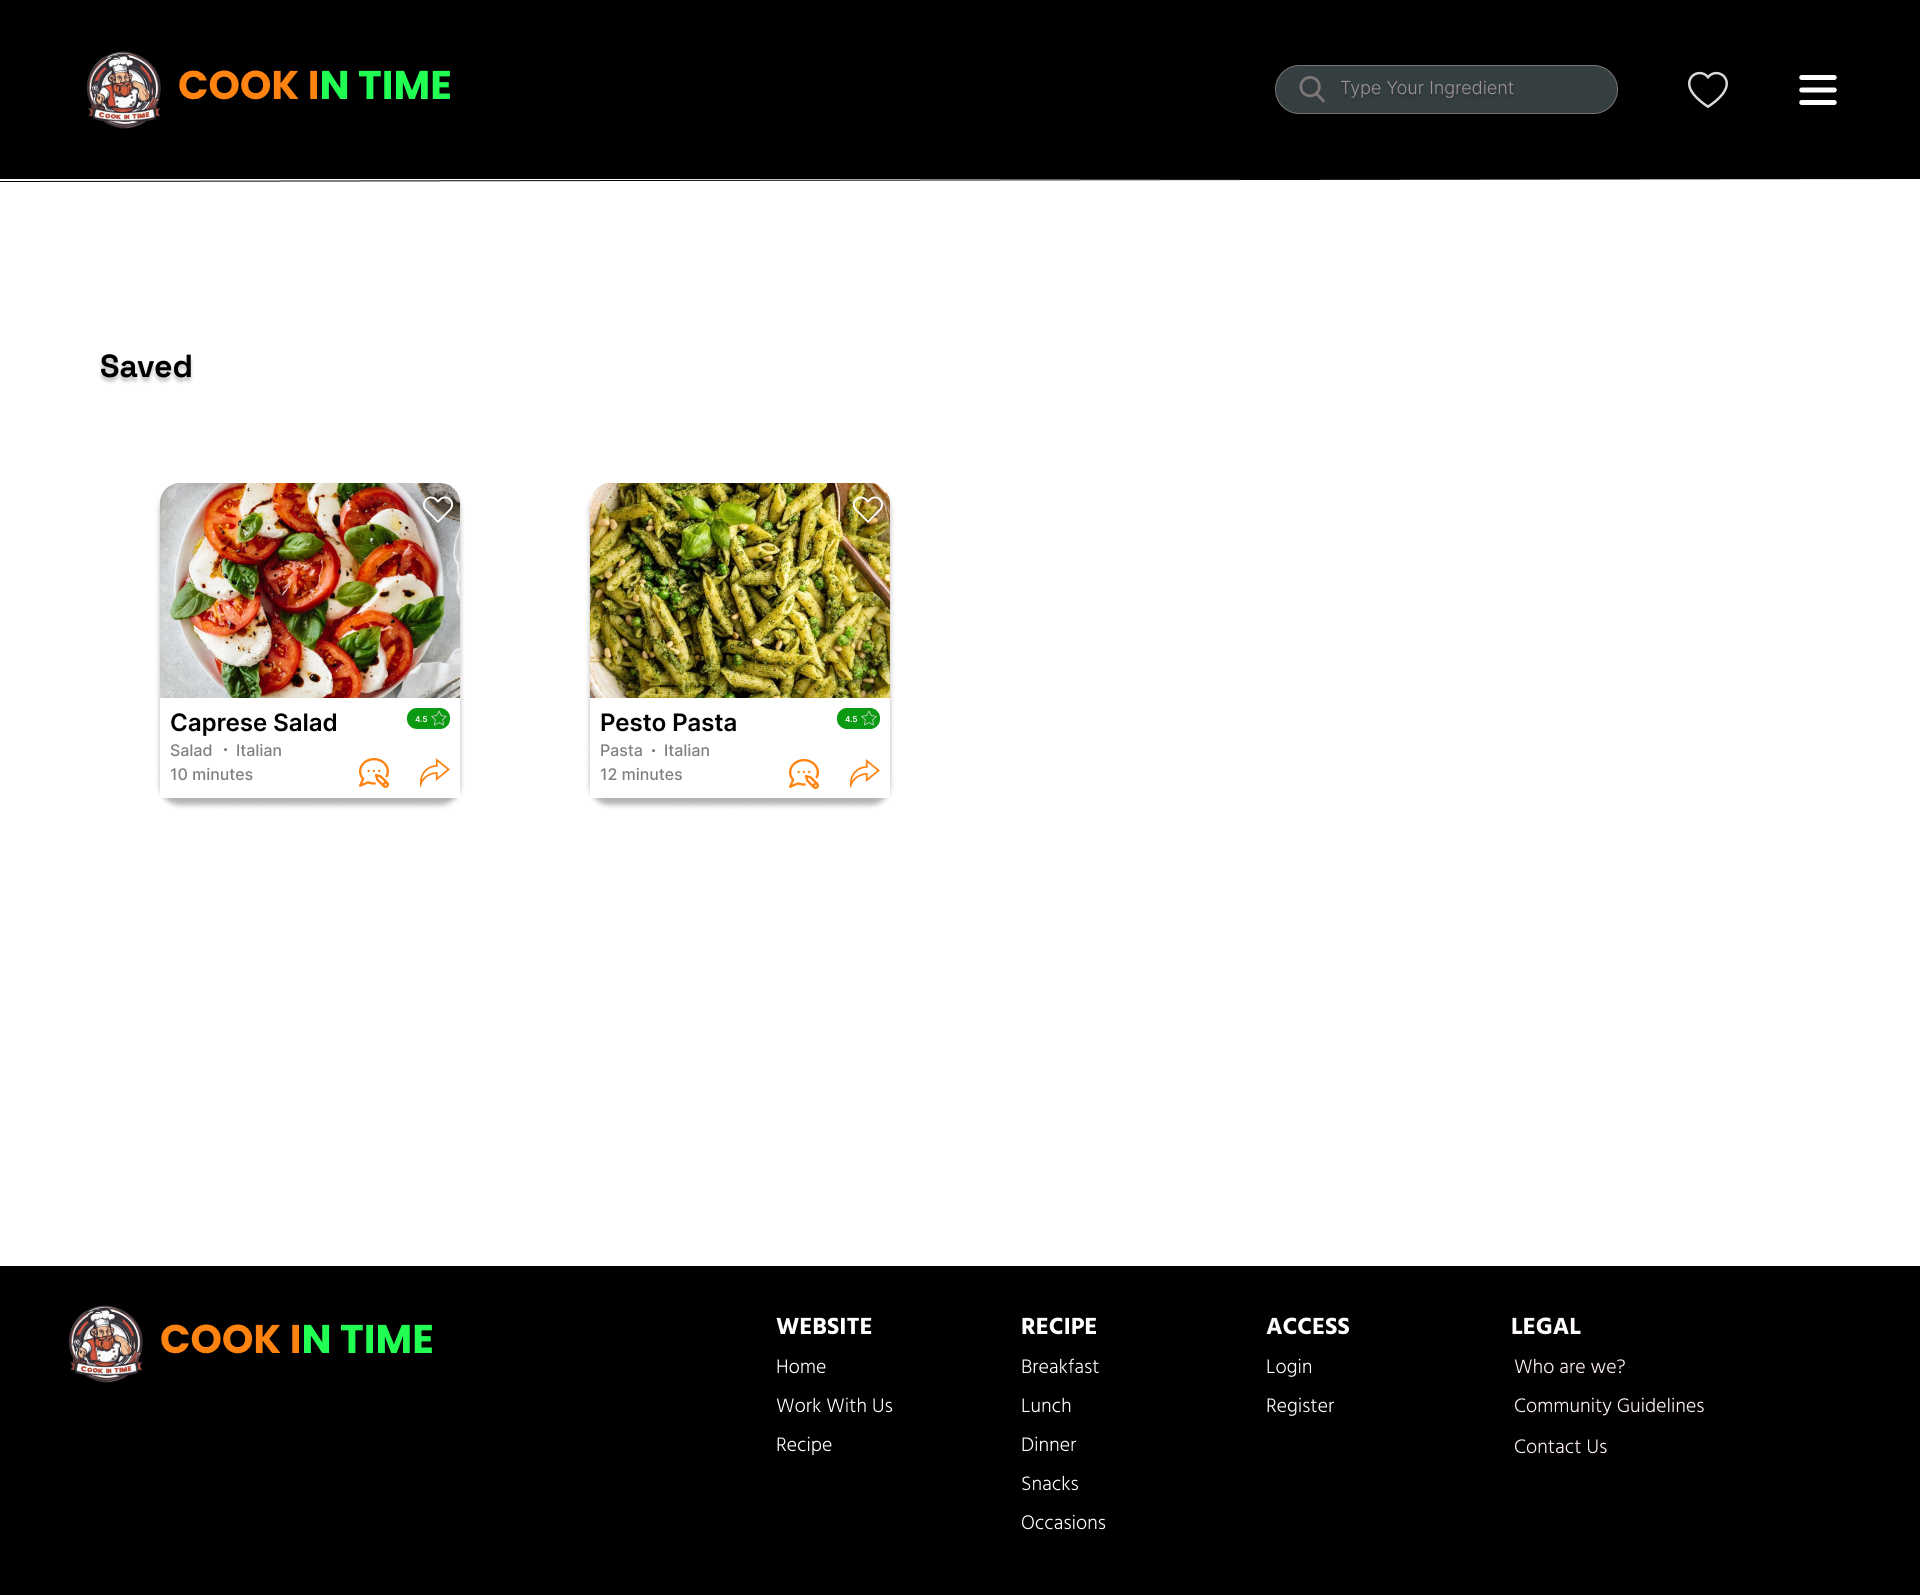 COOK IN TIME
COOK IN TIME
Type Your Ingredient
Saved
Caprese Salad
4.5
Salad • Italian
10 minutes
Pesto Pasta
4.5
Pasta • Italian
12 minutes
COOK IN TIME
COOK IN TIME
WEBSITE
Home
Work With Us
Recipe
RECIPE
Breakfast
Lunch
Dinner
Snacks
Occasions
ACCESS
Login
Register
LEGAL
Who are we?
Community Guidelines
Contact Us